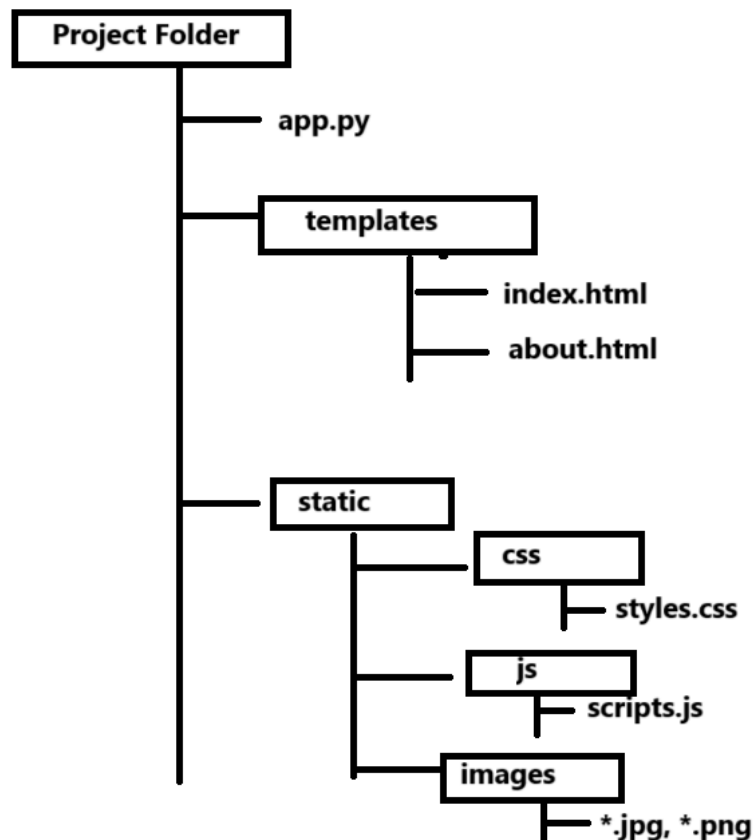 Project Folder
app.py
templates
index.html
about.html
static
css
styles.css
js
scripts.js
images
*.jpg, *.png